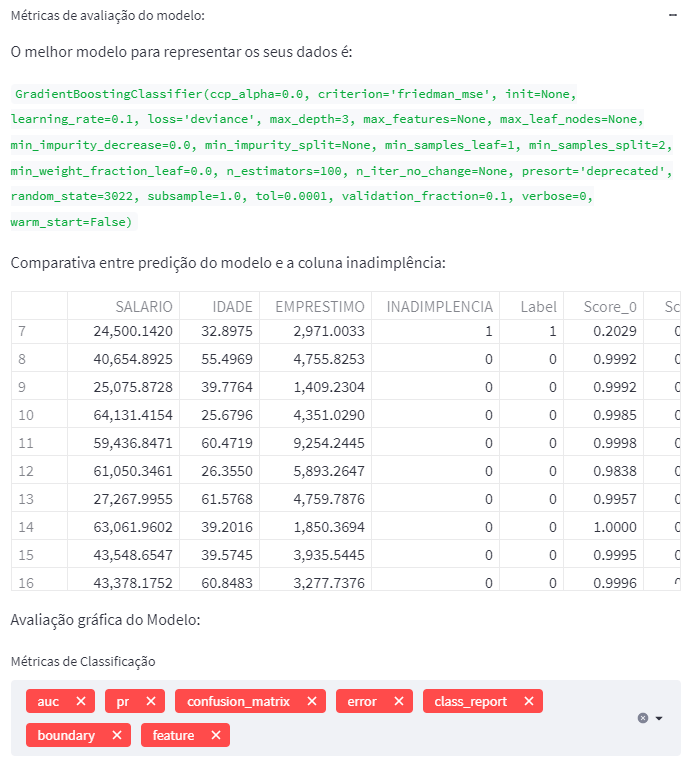 Métricas de avaliação do modelo:
O melhor modelo para representar os seus dados é:
GradientBoostingClassifier(ccp_alpha=0.0, criterion='friedman_mse', init=None,
learning_rate=0.1, loss='deviance', max_depth=3, max_features=None, max_leaf_nodes=None,
min_impurity_decrease=0.0, min_impurity_split=None, min_samples_leaf=1, min_samples_split=2,
min_weight_fraction_leaf=0.0, n_estimators=100, n_iter_no_change=None, presort='deprecated',
random_state=3022, subsample=1.0, tol=0.0001, validation_fraction=0.1, verbose=0,
warm_start=False)
Comparativa entre predição do modelo e a coluna inadimplência:
SALARIO IDADE EMPRESTIMO INADIMPLENCIA Label Score_0 Sc
7 24,500.1420 32.8975 2,971.0033 1 1 0.2029 0
8 40,654.8925 55.4969 4,755.8253 0 0 0.9992 0
9 25,075.8728 39.7764 1,409.2304 0 0 0.9992 0
10 64,131.4154 25.6796 4,351.0290 0 0 0.9985 0
11 59,436.8471 60.4719 9,254.2445 0 0 0.9998 0
12 61,050.3461 26.3550 5,893.2647 0 0 0.9838 0
13 27,267.9955 61.5768 4,759.7876 0 0 0.9957 0
14 63,061.9602 39.2016 1,850.3694 0 0 1.0000 0
15 43,548.6547 39.5745 3,935.5445 0 0 0.9995 0
16 43,378.1752 60.8483 3,277.7376 0 0 0.9996
Avaliação gráfica do Modelo:
Métricas de Classificação
auc pr confusion_matrix error class_report
boundary feature